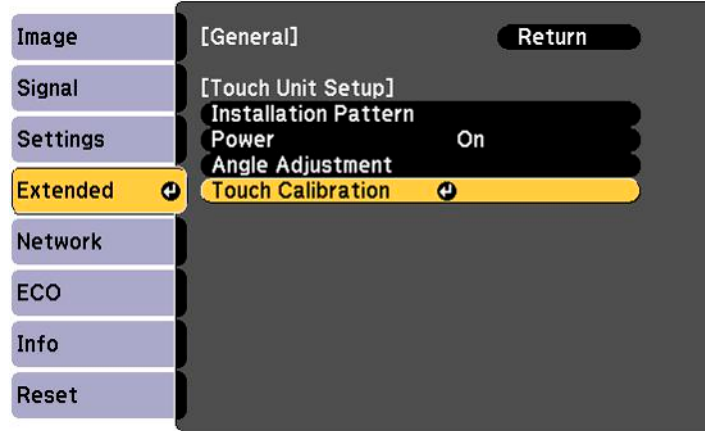 Image
Signal
Settings
Extended
Network
ECO
Info
Reset
[General] Return
[Touch Unit Setup]
Installation Pattern
Power On
Angle Adjustment
Touch Calibration